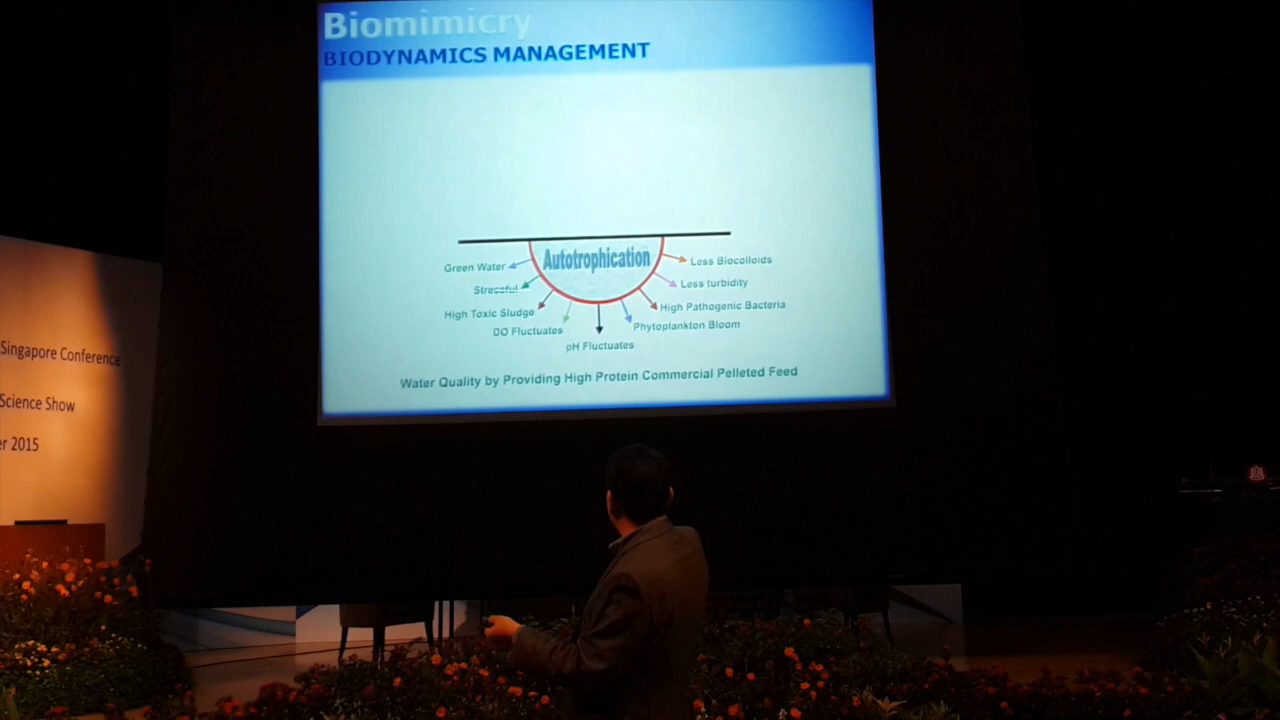 Biomimicry
BIODYNAMICS MANAGEMENT
Autotrophication
Green Water
Stressful
High Toxic Sludge
DO Fluctuates
pH Fluctuates
Phytoplankton Bloom
High Pathogenic Bacteria
Less turbidity
Less Biocolloids
Water Quality by Providing High Protein Commercial Pelleted Feed
Singapore Conference
Science Show
er 2015